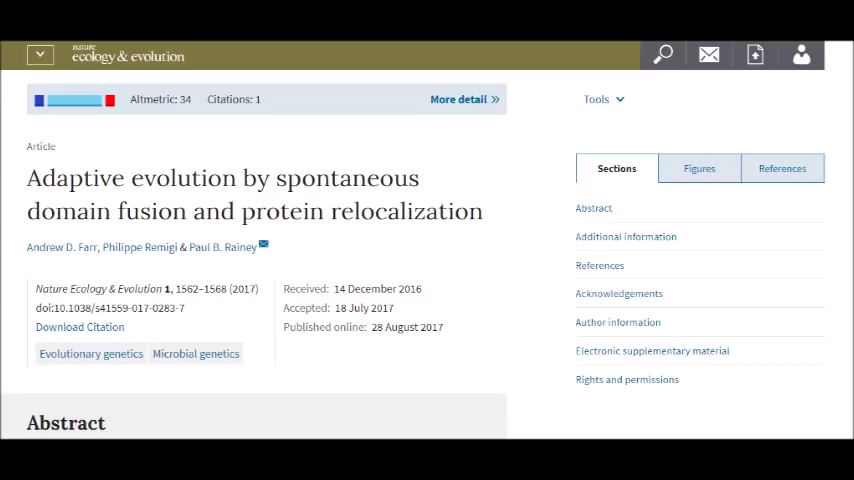 nature
ecology & evolution
Altmetric: 34 Citations: 1 More detail »
Tools
Article
Adaptive evolution by spontaneous
domain fusion and protein relocalization
Andrew D. Farr, Philippe Remigi & Paul B. Rainey
Nature Ecology & Evolution 1, 1562–1568 (2017)
doi:10.1038/s41559-017-0283-7
Download Citation
Evolutionary genetics Microbial genetics
Received: 14 December 2016
Accepted: 18 July 2017
Published online: 28 August 2017
Abstract
Sections Figures References
Abstract
Additional information
References
Acknowledgements
Author information
Electronic supplementary material
Rights and permissions